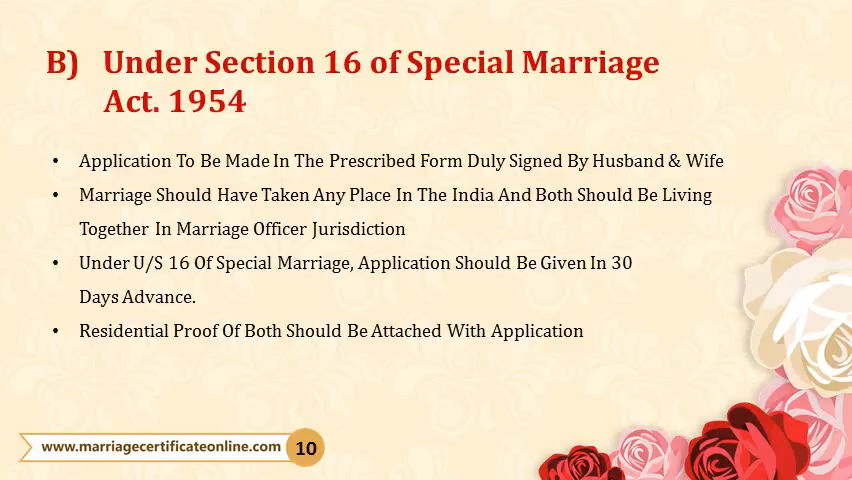 B) Under Section 16 of Special Marriage
Act. 1954
• Application To Be Made In The Prescribed Form Duly Signed By Husband & Wife
• Marriage Should Have Taken Any Place In The India And Both Should Be Living
Together In Marriage Officer Jurisdiction
• Under U/S 16 Of Special Marriage, Application Should Be Given In 30
Days Advance.
• Residential Proof Of Both Should Be Attached With Application
www.marriagecertificateonline.com 10